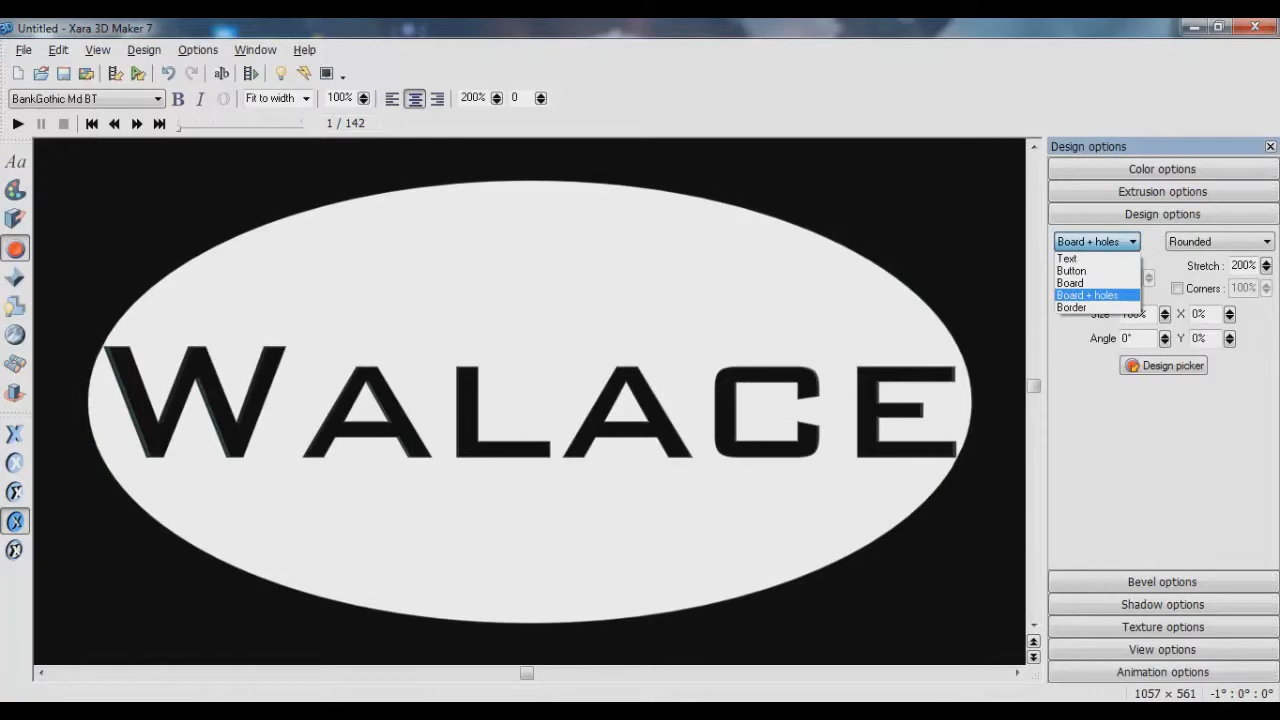 Untitled - Xara 3D Maker 7
File Edit View Design Options Window Help
a|b
BankGothic Md BT B I O Fit to width 100% 200% 0
1 / 142
Aa
Design options
Color options
Extrusion options
Design options
Board + holes Rounded
Text
Button
Board
Board + holes
Border
Stretch : 200%
Corners : 100%
Size 100% X 0%
Angle 0° Y 0%
Design picker
WALACE
Bevel options
Shadow options
Texture options
View options
Animation options
1057 × 561 -1° : 0° : 0°